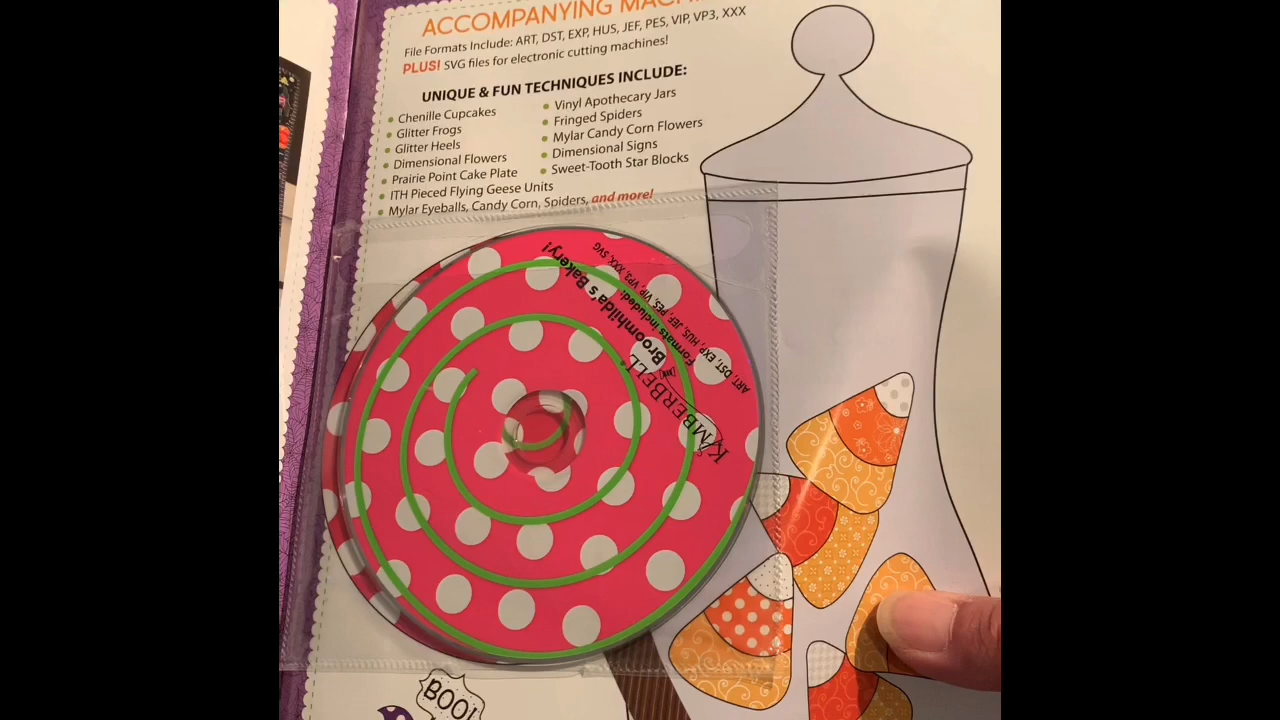 ACCOMPANYING
File Formats Include: ART, DST, EXP, HUS, JEF, PES, VIP, VP3, XXX
PLUS! SVG files for electronic cutting machines!
UNIQUE & FUN TECHNIQUES INCLUDE:
Chenille Cupcakes
Glitter Frogs
Glitter Heels
Dimensional Flowers
Prairie Point Cake Plate
ITH Pieced Flying Geese Units
Mylar Eyeballs, Candy Corn, Spiders, and more!
Vinyl Apothecary Jars
Fringed Spiders
Mylar Candy Corn Flowers
Dimensional Signs
Sweet-Tooth Star Blocks
KIMBERBELL
Broomhilda's Bakery!
Formats Included:
ART, DST, EXP, HUS, JEF, PES, VIP, VP3, XXX, SVG
BOO!